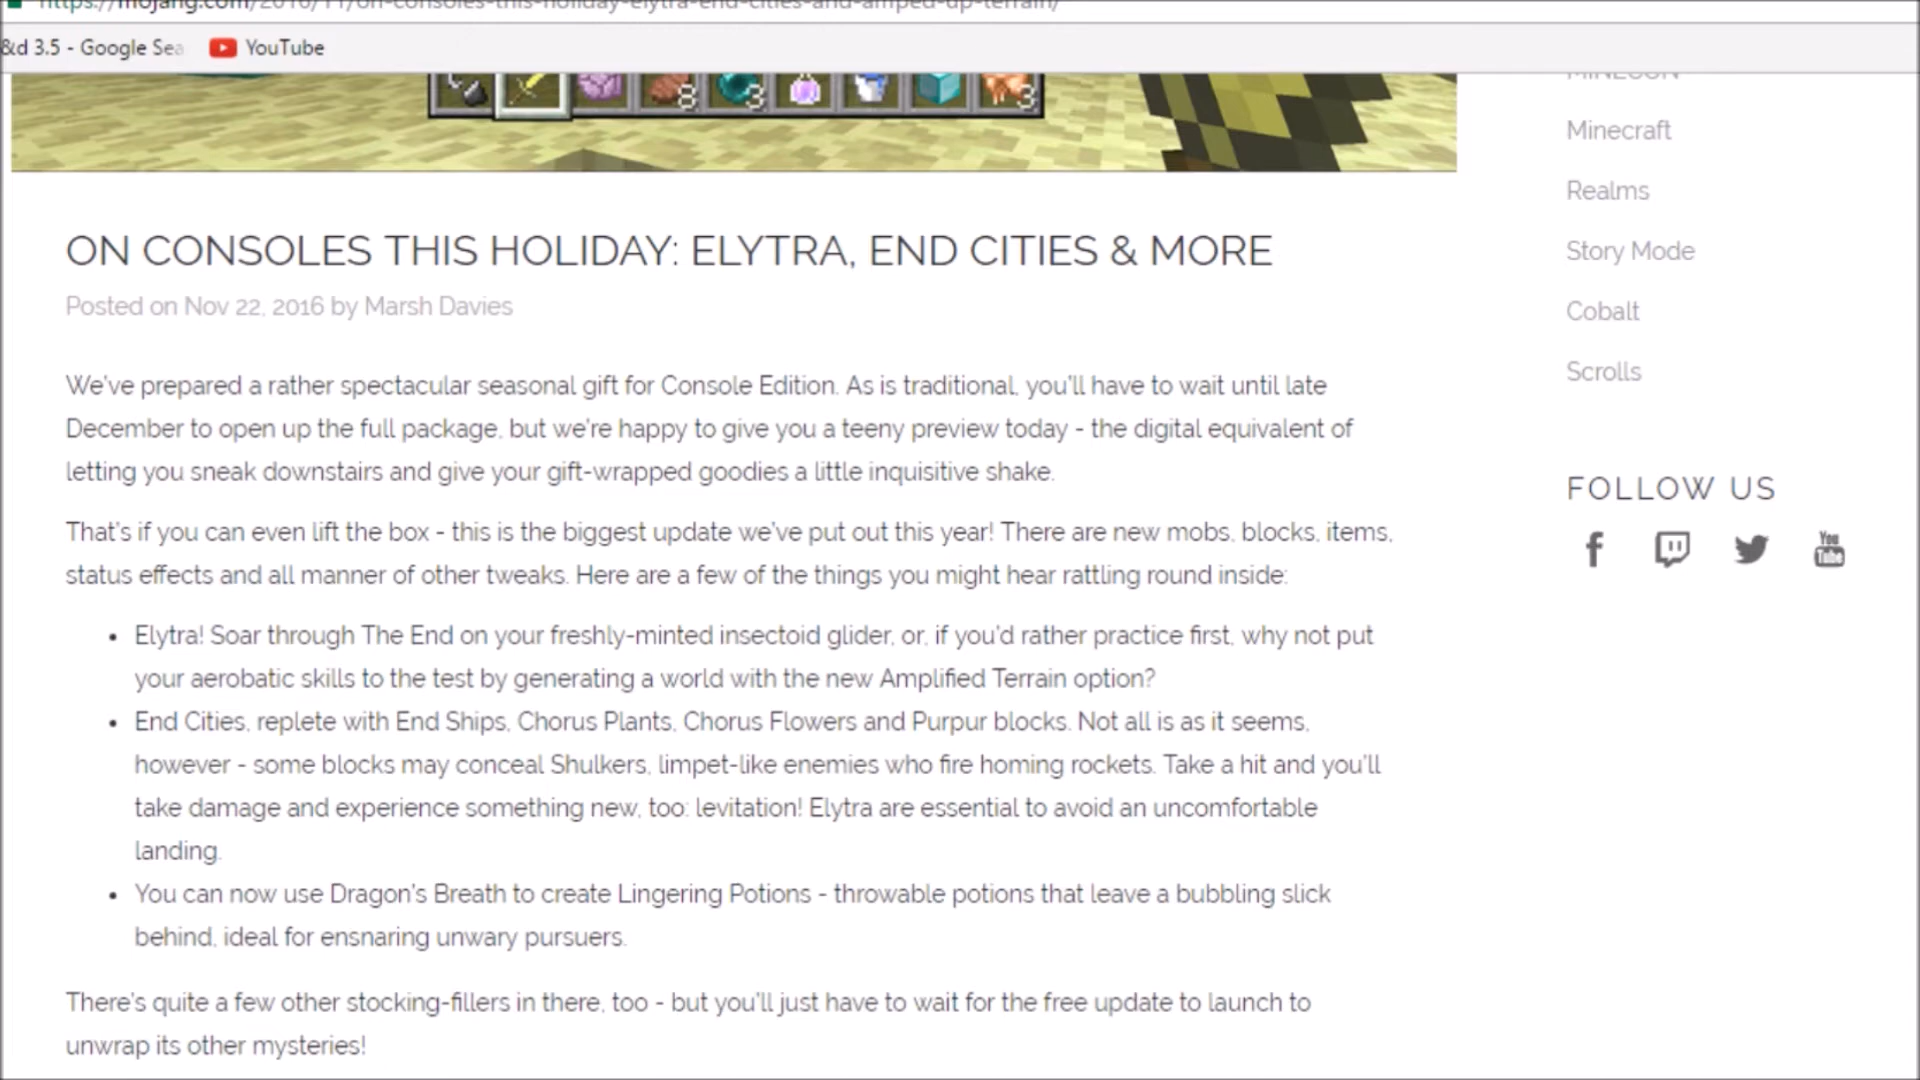 https://mojang.com/2016/11/on-consoles-this-holiday-elytra-end-cities-and-amped-up-terrain/
&d 3.5 - Google Sea
YouTube
8
3
3
MINECON
Minecraft
Realms
Story Mode
Cobalt
Scrolls
FOLLOW US
You
Tube
ON CONSOLES THIS HOLIDAY: ELYTRA, END CITIES & MORE
Posted on Nov 22, 2016 by Marsh Davies
We've prepared a rather spectacular seasonal gift for Console Edition. As is traditional, you'll have to wait until late
December to open up the full package, but we're happy to give you a teeny preview today - the digital equivalent of
letting you sneak downstairs and give your gift-wrapped goodies a little inquisitive shake.
That's if you can even lift the box - this is the biggest update we've put out this year! There are new mobs, blocks, items,
status effects and all manner of other tweaks. Here are a few of the things you might hear rattling round inside:
• Elytra! Soar through The End on your freshly-minted insectoid glider, or, if you'd rather practice first, why not put
your aerobatic skills to the test by generating a world with the new Amplified Terrain option?
• End Cities, replete with End Ships, Chorus Plants, Chorus Flowers and Purpur blocks. Not all is as it seems,
however - some blocks may conceal Shulkers, limpet-like enemies who fire homing rockets. Take a hit and you'll
take damage and experience something new, too: levitation! Elytra are essential to avoid an uncomfortable
landing.
• You can now use Dragon's Breath to create Lingering Potions - throwable potions that leave a bubbling slick
behind, ideal for ensnaring unwary pursuers.
There's quite a few other stocking-fillers in there, too - but you'll just have to wait for the free update to launch to
unwrap its other mysteries!